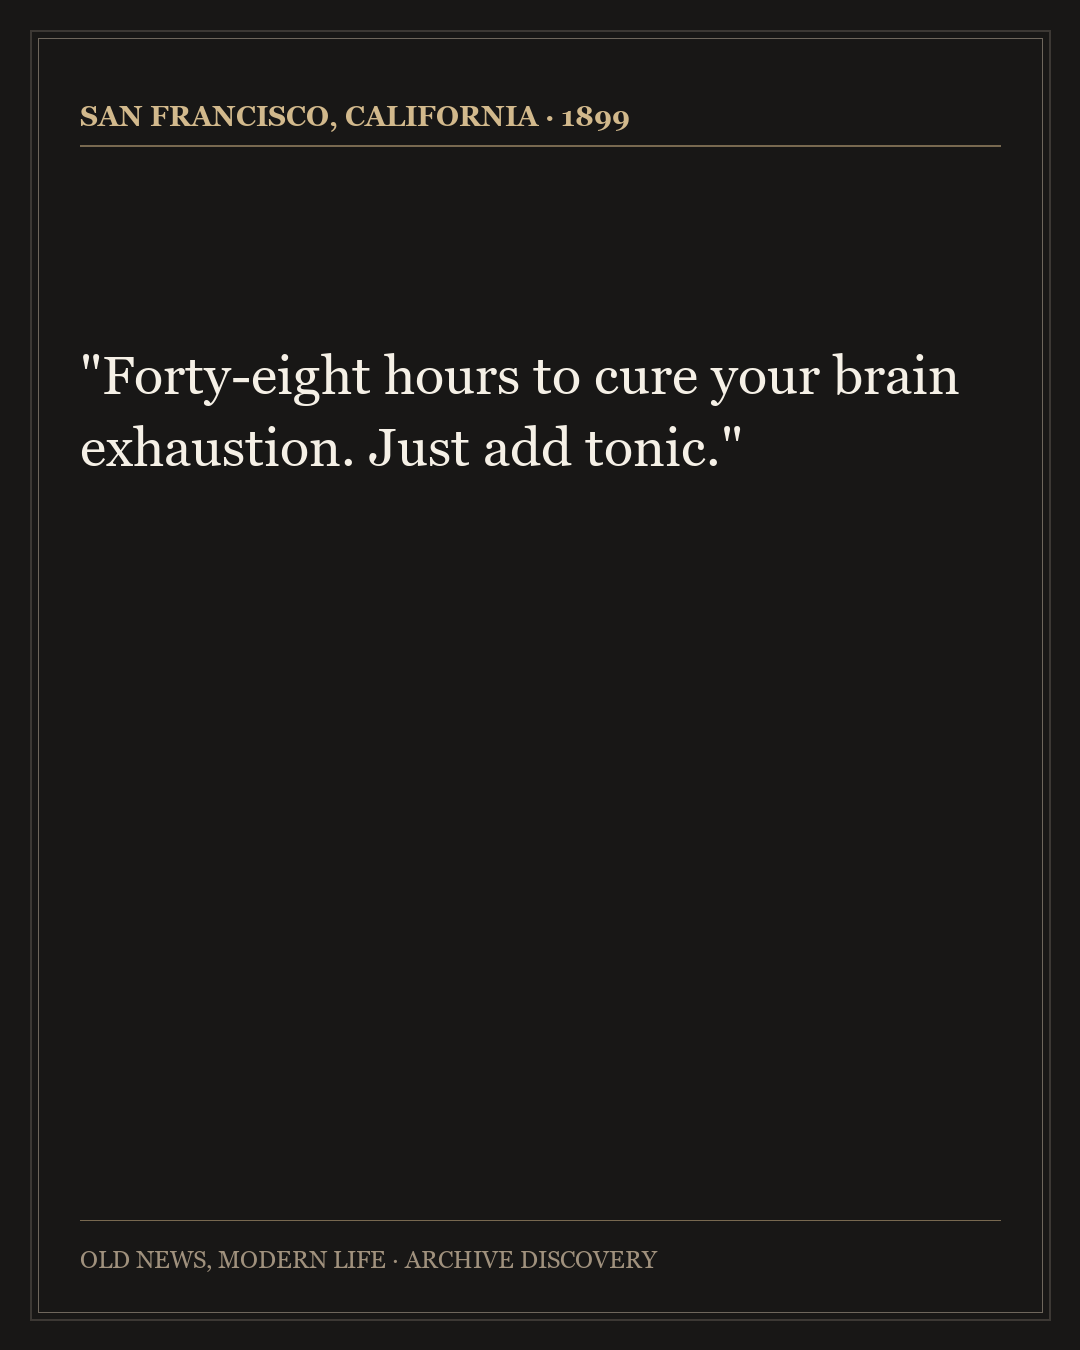 SAN FRANCISCO, CALIFORNIA · 1899
"Forty-eight hours to cure your brain
exhaustion. Just add tonic."
OLD NEWS, MODERN LIFE · ARCHIVE DISCOVERY